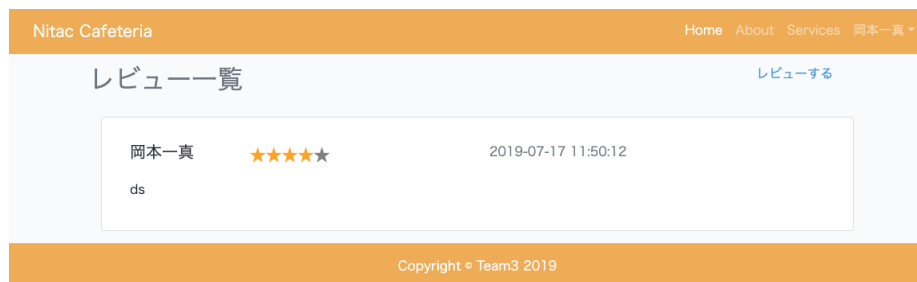 Nitac Cafeteria Home About Services 岡本一真
レビュー一覧 レビューする
岡本一真 ★★★★★ 2019-07-17 11:50:12
ds
Copyright © Team3 2019